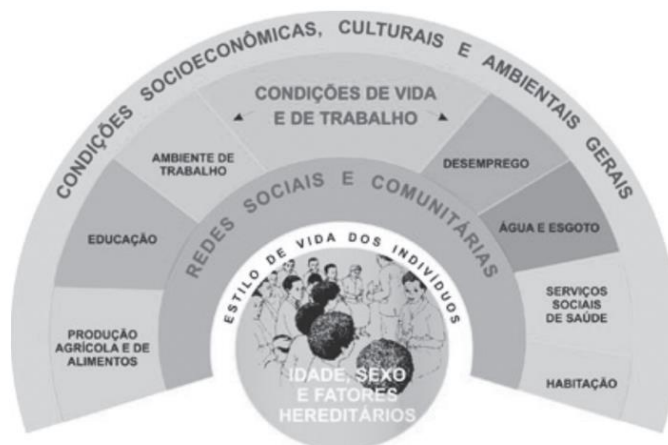 CONDIÇÕES SOCIOECONÔMICAS, CULTURAIS E AMBIENTAIS GERAIS
CONDIÇÕES DE VIDA
E DE TRABALHO
AMBIENTE DE
TRABALHO
DESEMPREGO
REDES SOCIAIS E COMUNITÁRIAS
EDUCAÇÃO
ÁGUA E ESGOTO
ESTILO DE VIDA DOS INDIVÍDUOS
PRODUÇÃO
AGRÍCOLA E DE
ALIMENTOS
SERVIÇOS
SOCIAIS
DE SAÚDE
HABITAÇÃO
IDADE, SEXO
E FATORES
HEREDITÁRIOS